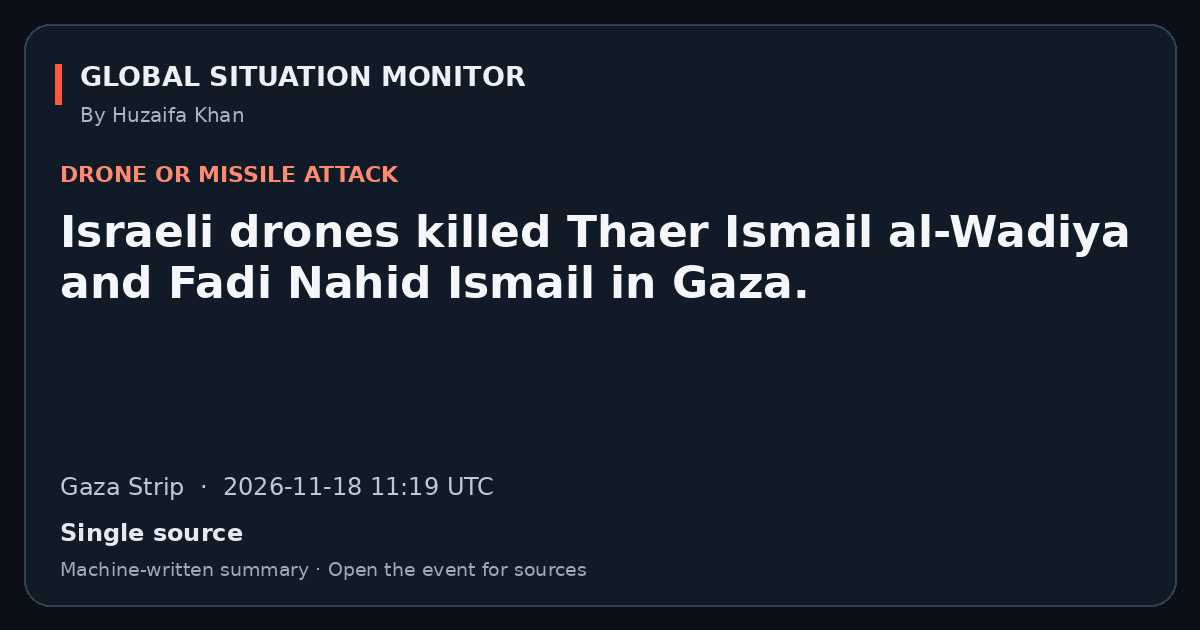 GLOBAL SITUATION MONITOR
By Huzaifa Khan
DRONE OR MISSILE ATTACK
Israeli drones killed Thaer Ismail al-Wadiya
and Fadi Nahid Ismail in Gaza.
Gaza Strip · 2026-11-18 11:19 UTC
Single source
Machine-written summary · Open the event for sources